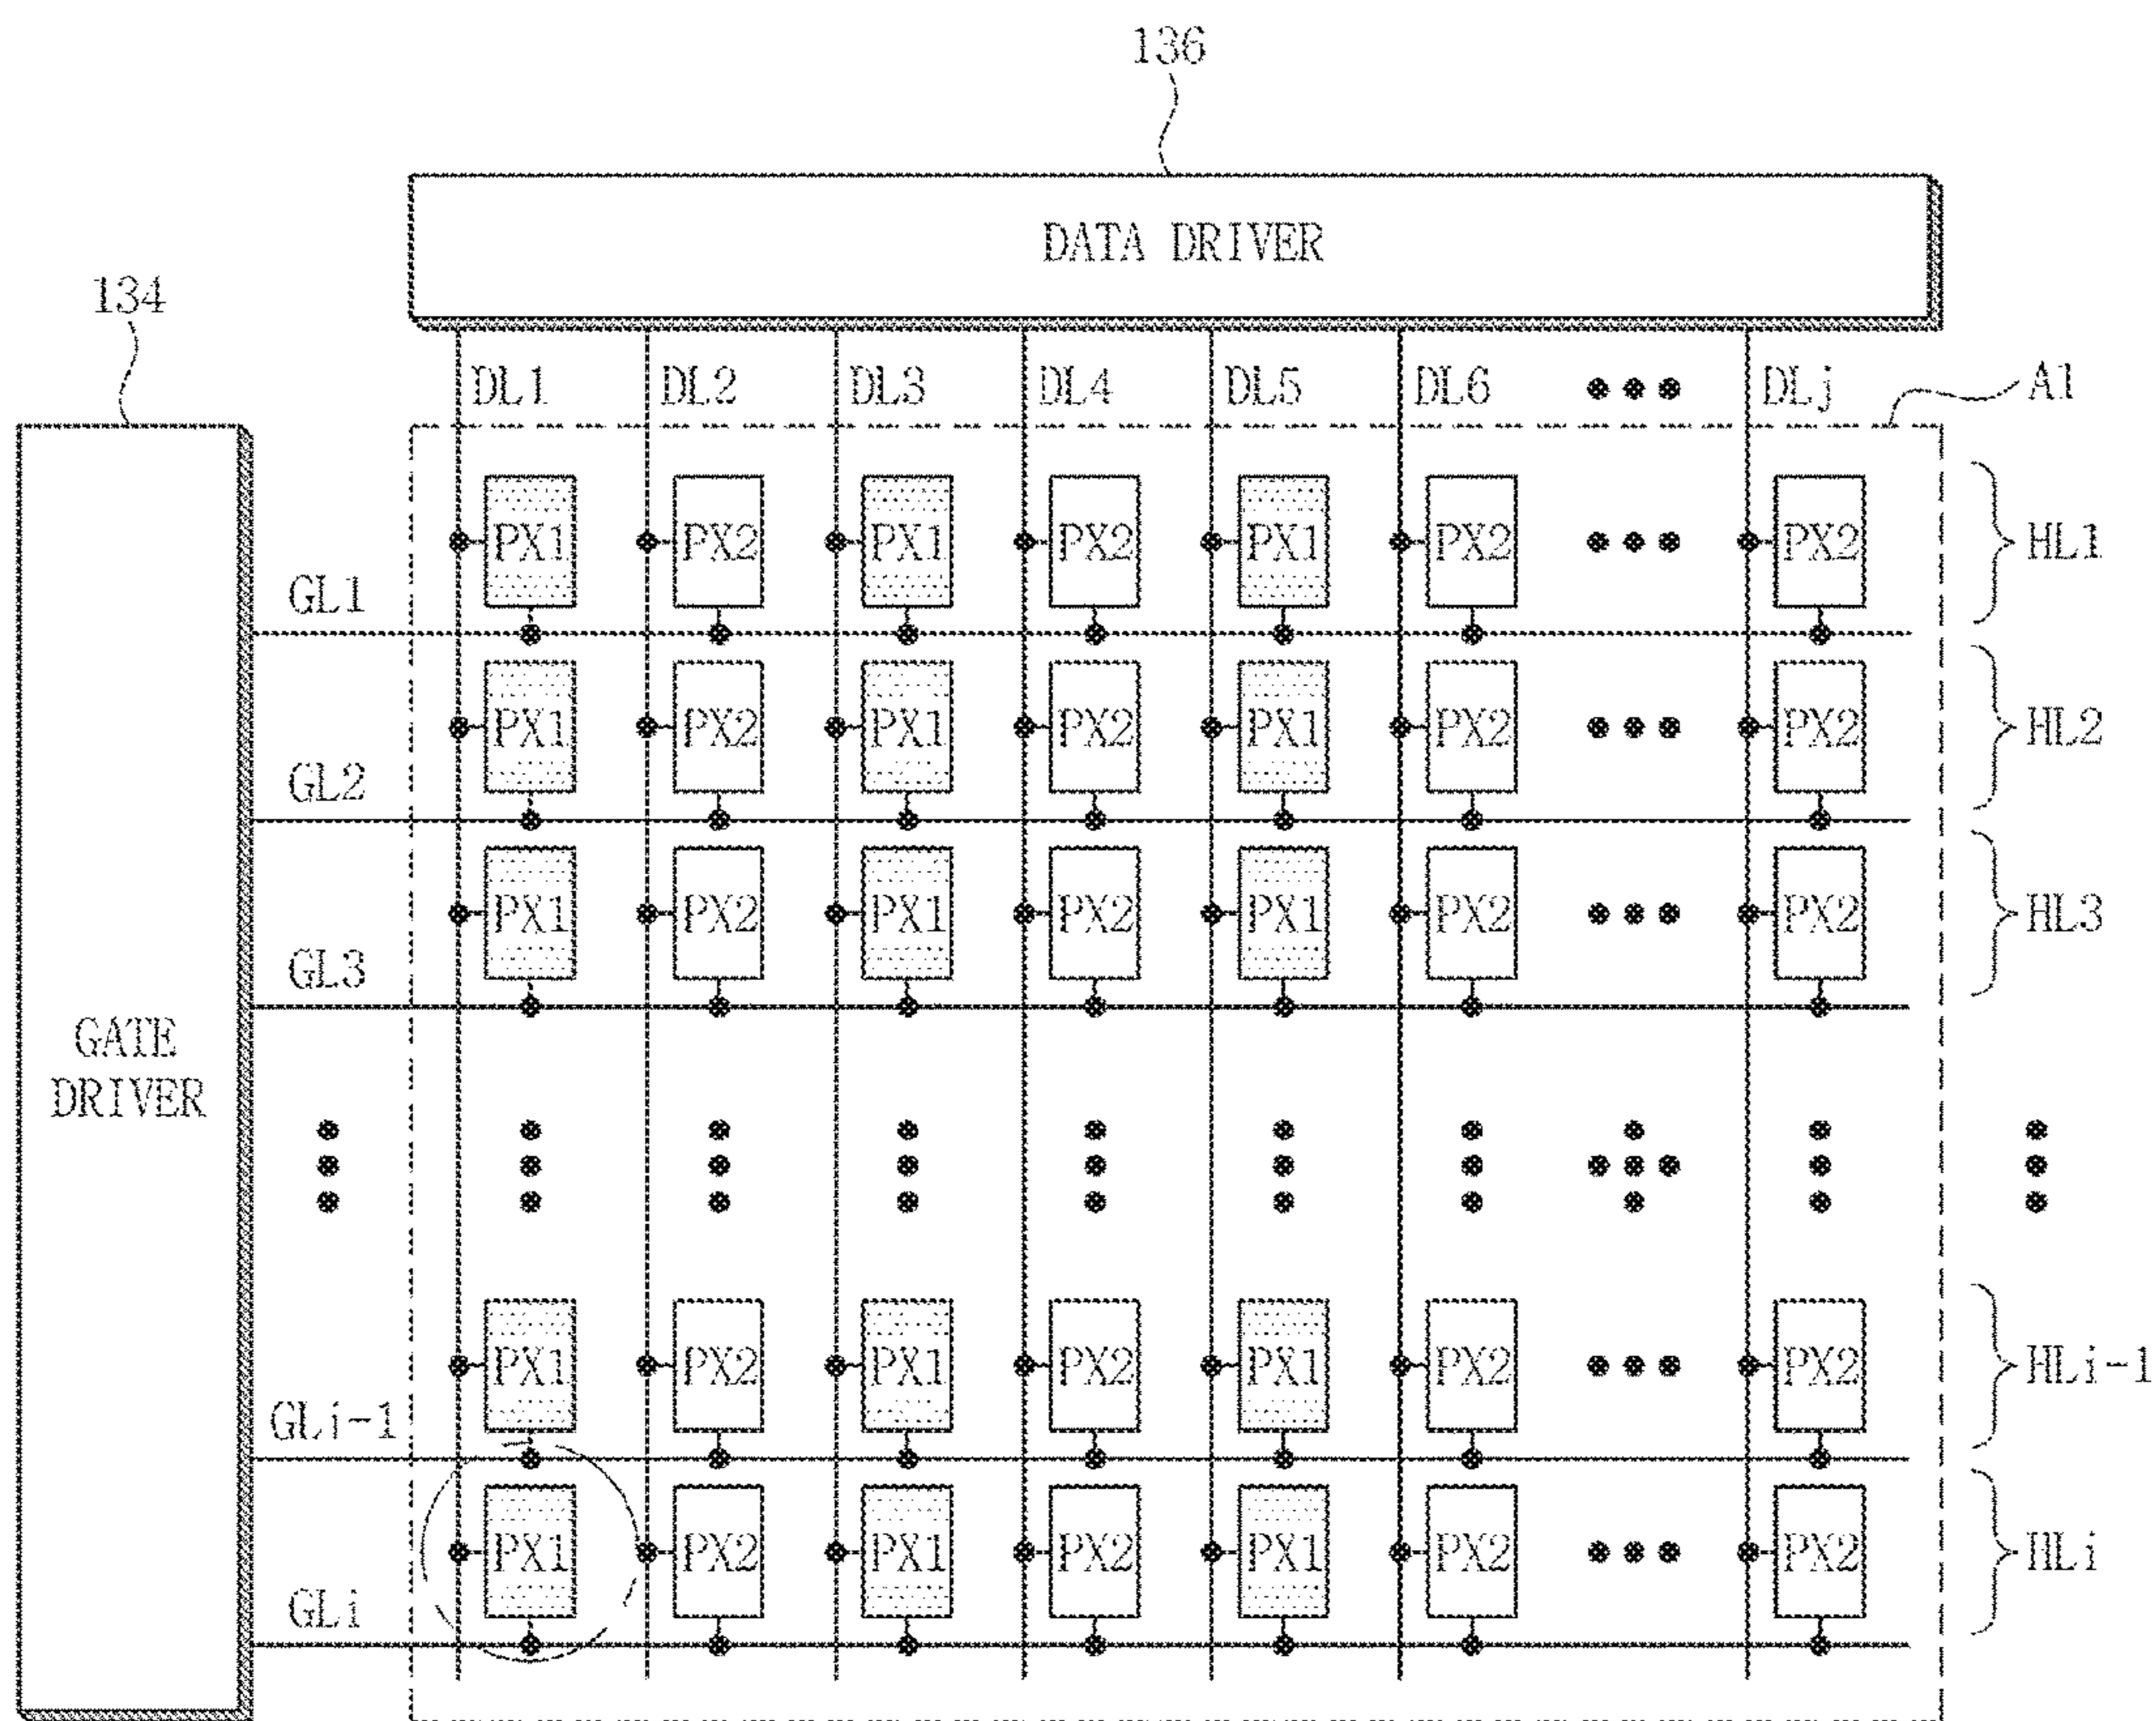 136
DATA DRIVER
134
DL1 DL2 DL3 DL4 DL5 DL6 DLj A1
PX1 PX2 PX1 PX2 PX1 PX2 PX2 HL1
GL1
PX1 PX2 PX1 PX2 PX1 PX2 PX2 HL2
GL2
PX1 PX2 PX1 PX2 PX1 PX2 PX2 HL3
GL3
GATE
DRIVER
PX1 PX2 PX1 PX2 PX1 PX2 PX2 HLi-1
GLi-1
PX1 PX2 PX1 PX2 PX1 PX2 PX2 HLi
GLi